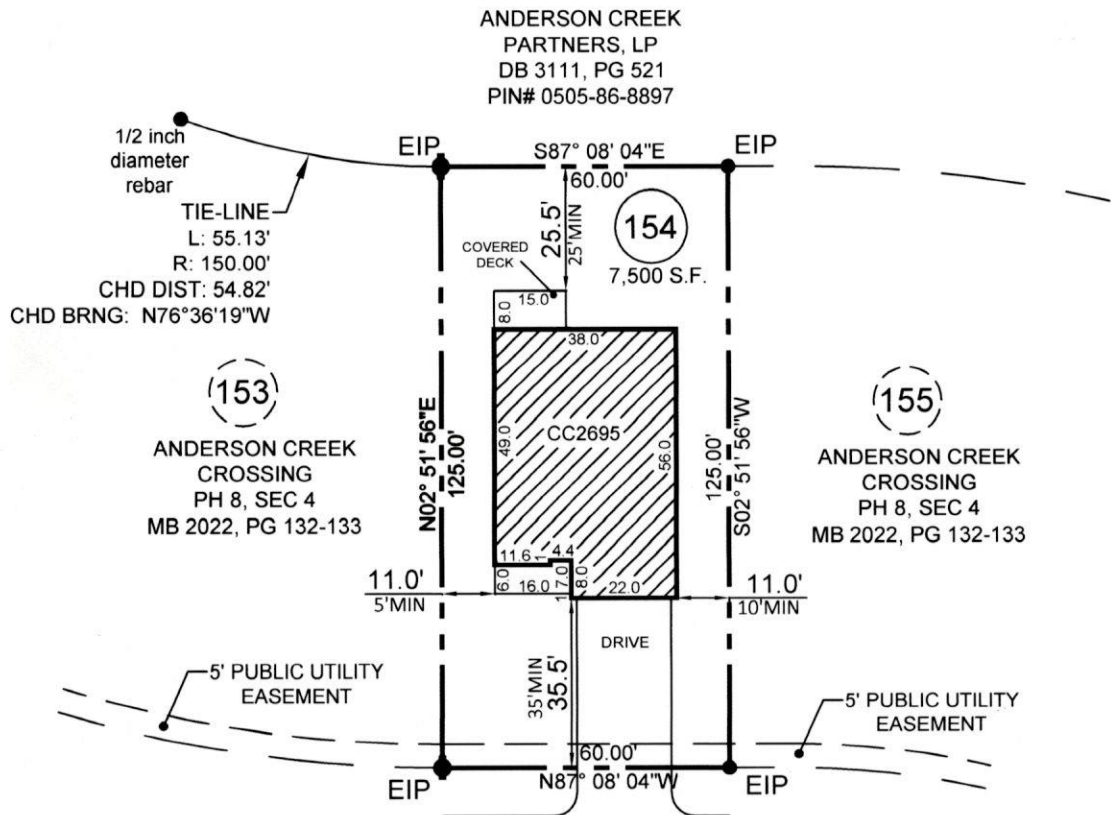 ANDERSON CREEK
PARTNERS, LP
DB 3111, PG 521
PIN# 0505-86-8897
1/2 inch
diameter
rebar
EIP
S87° 08' 04"E
60.00'
EIP
TIE-LINE
L: 55.13'
R: 150.00'
CHD DIST: 54.82'
CHD BRNG: N76°36'19"W
25.5'
25'MIN
154
7,500 S.F.
COVERED
DECK
15.0
8.0
38.0
153
ANDERSON CREEK
CROSSING
PH 8, SEC 4
MB 2022, PG 132-133
N02° 51' 56"E
125.00'
49.0
CC2695
56.0
125.00'
S02° 51' 56"W
155
ANDERSON CREEK
CROSSING
PH 8, SEC 4
MB 2022, PG 132-133
11.6
1
4.4
6.0
16.0
7.0
8.0
1
22.0
11.0'
5'MIN
11.0'
10'MIN
DRIVE
35'MIN
35.5'
5' PUBLIC UTILITY
EASEMENT
5' PUBLIC UTILITY
EASEMENT
60.00'
EIP
N87° 08' 04"W
EIP